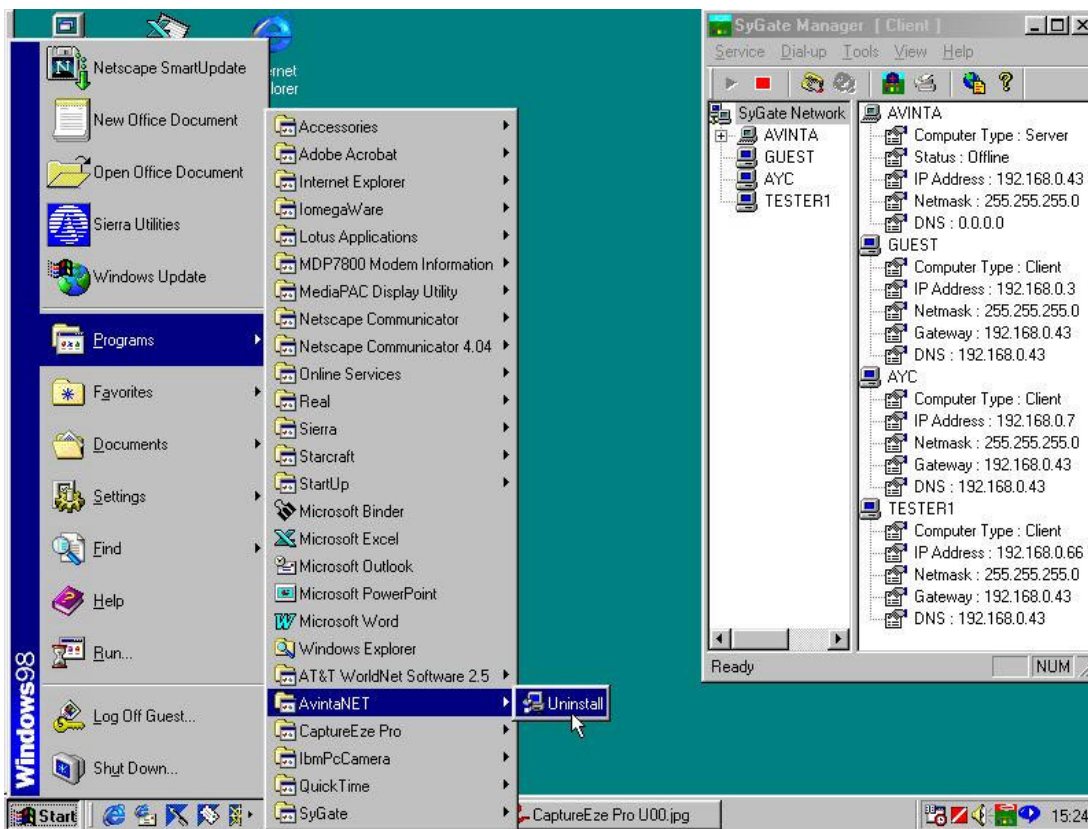 ernet
lorer
Netscape SmartUpdate
New Office Document
Open Office Document
Sierra Utilities
Windows Update
Programs
Favorites
Documents
Settings
Find
Help
Run...
Log Off Guest...
Shut Down...
Windows98
Accessories
Adobe Acrobat
Internet Explorer
IomegaWare
Lotus Applications
MDP7800 Modem Information
MediaPAC Display Utility
Netscape Communicator
Netscape Communicator 4.04
Online Services
Real
Sierra
Starcraft
StartUp
Microsoft Binder
Microsoft Excel
Microsoft Outlook
Microsoft PowerPoint
Microsoft Word
Windows Explorer
AT&T WorldNet Software 2.5
AvintaNET
CaptureEze Pro
IbmPcCamera
QuickTime
SyGate
Uninstall
SyGate Manager [ Client ]
Service Dial-up Tools View Help
SyGate Network
AVINTA
GUEST
AYC
TESTER1
AVINTA
Computer Type : Server
Status : Offline
IP Address : 192.168.0.43
Netmask : 255.255.255.0
DNS : 0.0.0.0
GUEST
Computer Type : Client
IP Address : 192.168.0.3
Netmask : 255.255.255.0
Gateway : 192.168.0.43
DNS : 192.168.0.43
AYC
Computer Type : Client
IP Address : 192.168.0.7
Netmask : 255.255.255.0
Gateway : 192.168.0.43
DNS : 192.168.0.43
TESTER1
Computer Type : Client
IP Address : 192.168.0.66
Netmask : 255.255.255.0
Gateway : 192.168.0.43
DNS : 192.168.0.43
Ready
NUM
Start
CaptureEze Pro U00.jpg
15:24